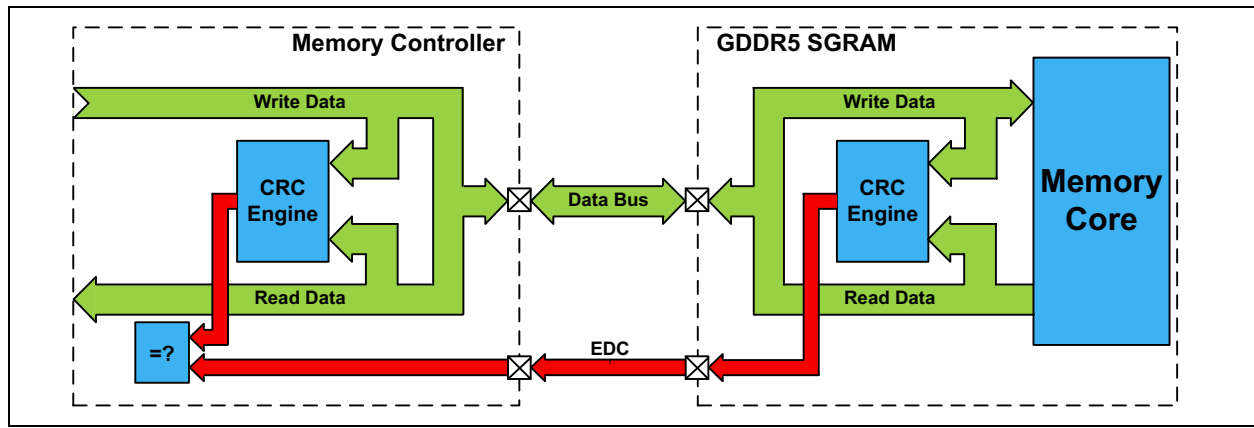 Memory Controller
GDDR5 SGRAM
Write Data
Write Data
CRC
Engine
Data Bus
CRC
Engine
Memory
Core
Read Data
Read Data
=?
EDC